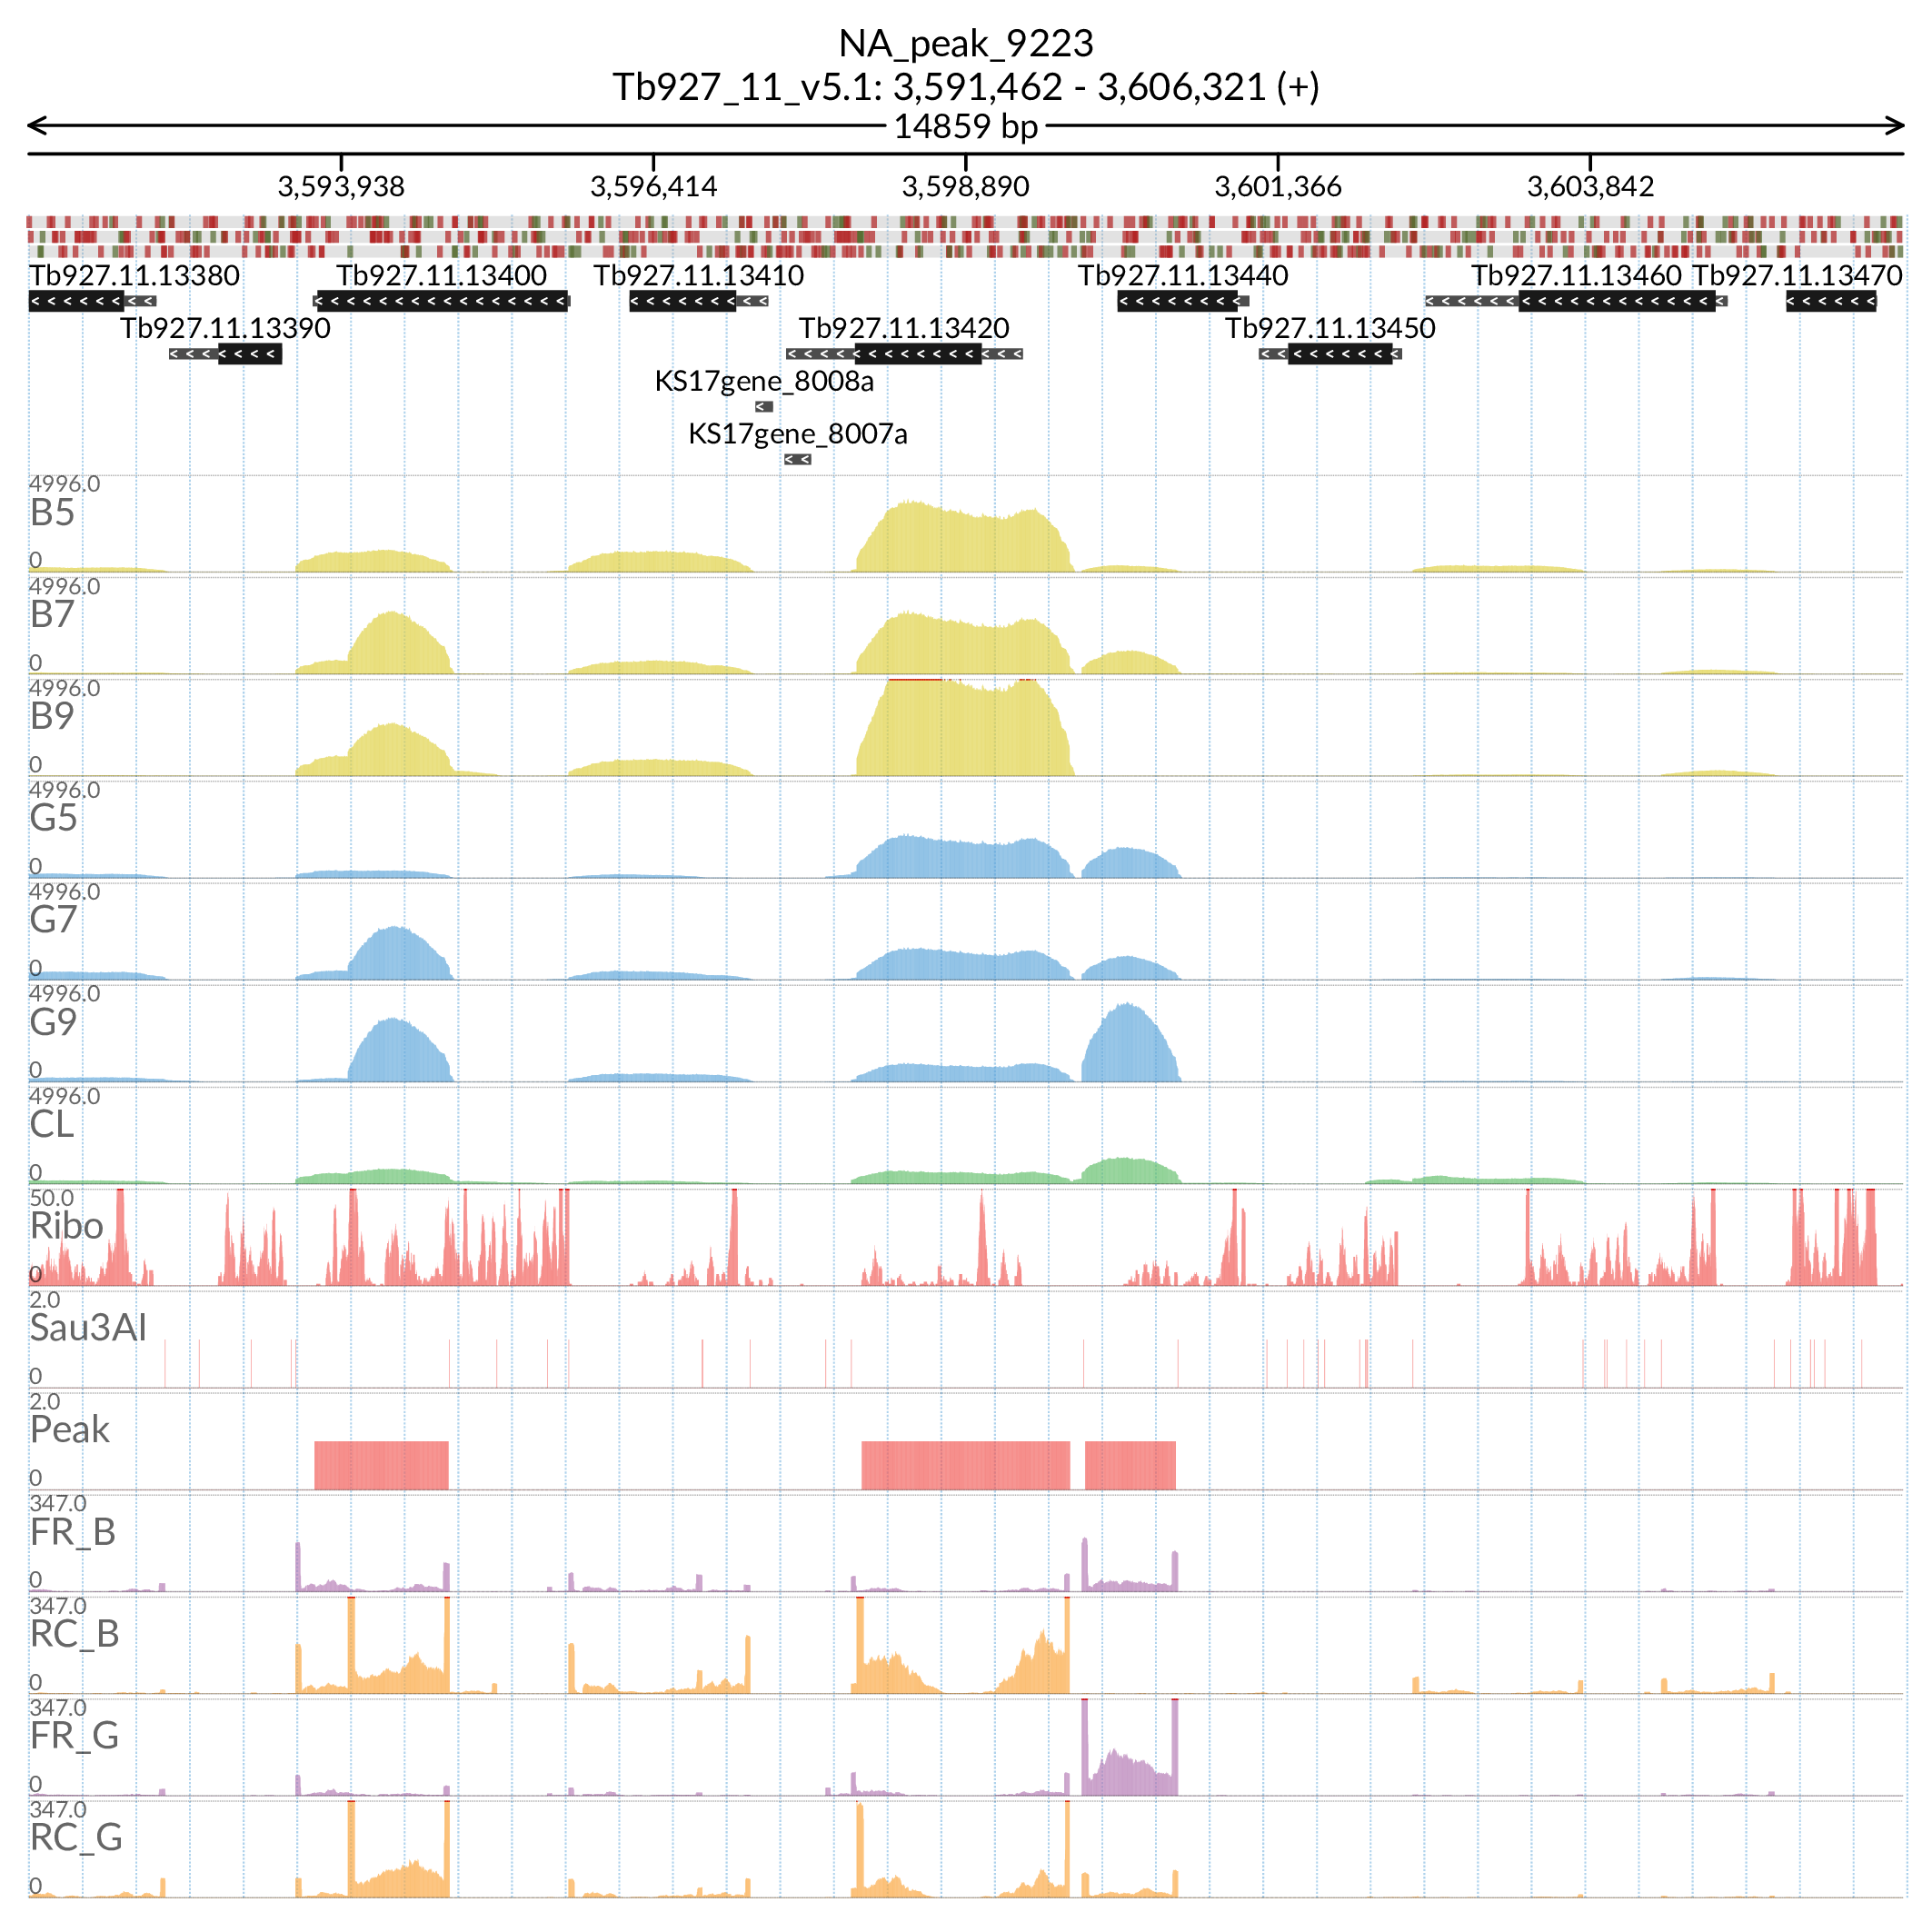 NA_peak_9223
Tb927_11_v5.1: 3,591,462 - 3,606,321 (+)
14859 bp
3,593,938 3,596,414 3,598,890 3,601,366 3,603,842
Tb927.11.13380 Tb927.11.13400 Tb927.11.13410 Tb927.11.13440 Tb927.11.13460 Tb927.11.13470
Tb927.11.13390 Tb927.11.13420 Tb927.11.13450
KS17gene_8008a
KS17gene_8007a
4996.0
B5
0
4996.0
B7
0
4996.0
B9
0
4996.0
G5
0
4996.0
G7
0
4996.0
G9
0
4996.0
CL
0
50.0
Ribo
0
2.0
Sau3AI
0
2.0
Peak
0
347.0
FR_B
0
347.0
RC_B
0
347.0
FR_G
0
347.0
RC_G
0